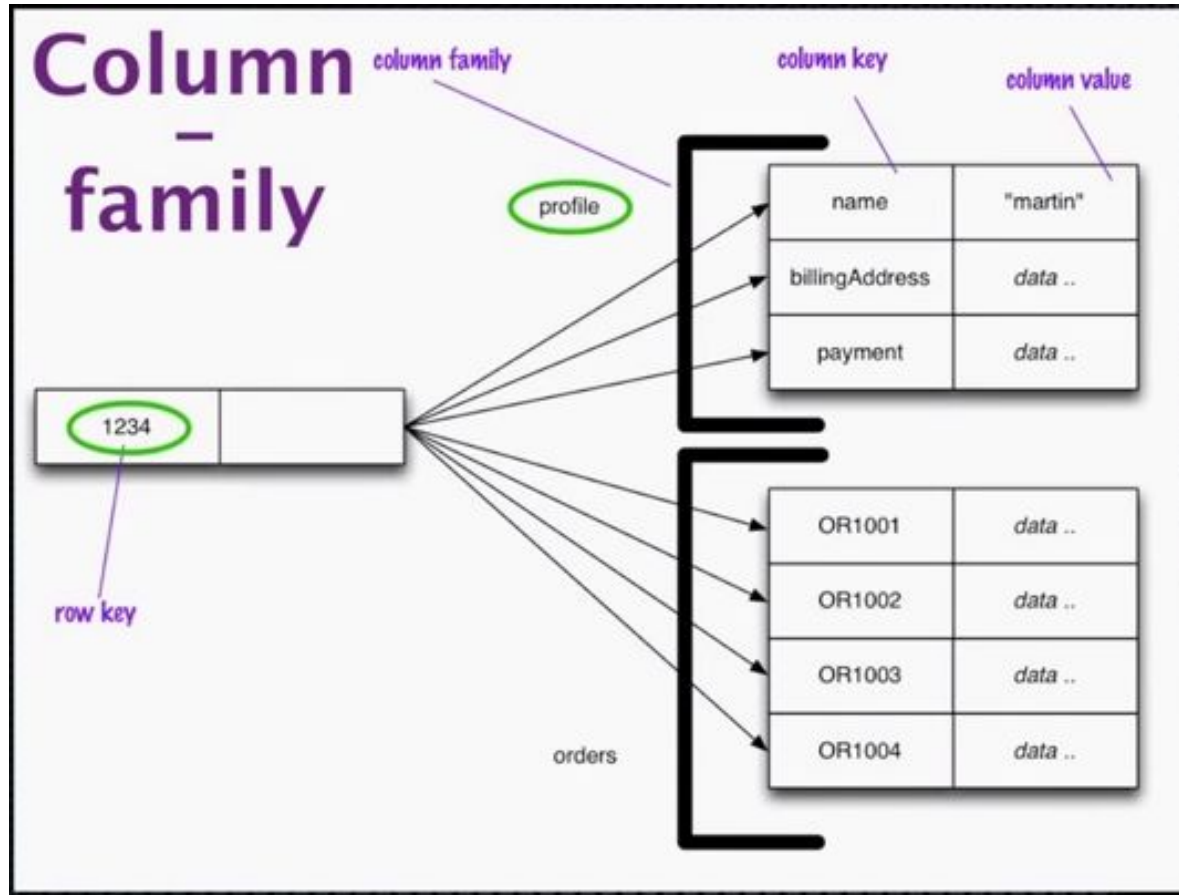 Column
–
family
column family
column key
column value
profile
name
"martin"
billingAddress
data ..
payment
data ..
1234
row key
OR1001
data ..
OR1002
data ..
OR1003
data ..
OR1004
data ..
orders